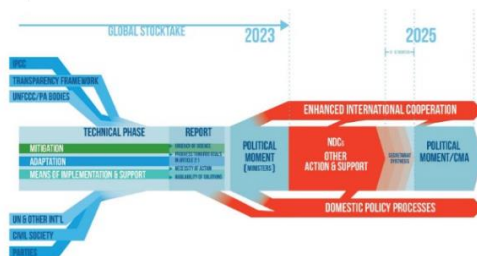 GLOBAL STOCKTAKE
2023
2025
IPCC
TRANSPARENCY FRAMEWORK
UNFCCC/PA BODIES
ENHANCED INTERNATIONAL COOPERATION
TECHNICAL PHASE
REPORT
MITIGATION
ADAPTATION
MEANS OF IMPLEMENTATION & SUPPORT
POLITICAL
MOMENT
[MINISTERS]
NDCs
OTHER
ACTION & SUPPORT
SECRETARIAT
SYNTHESIS
POLITICAL
MOMENT/CMA
DOMESTIC POLICY PROCESSES
UN & OTHER INT'L
CIVIL SOCIETY
PARTIES